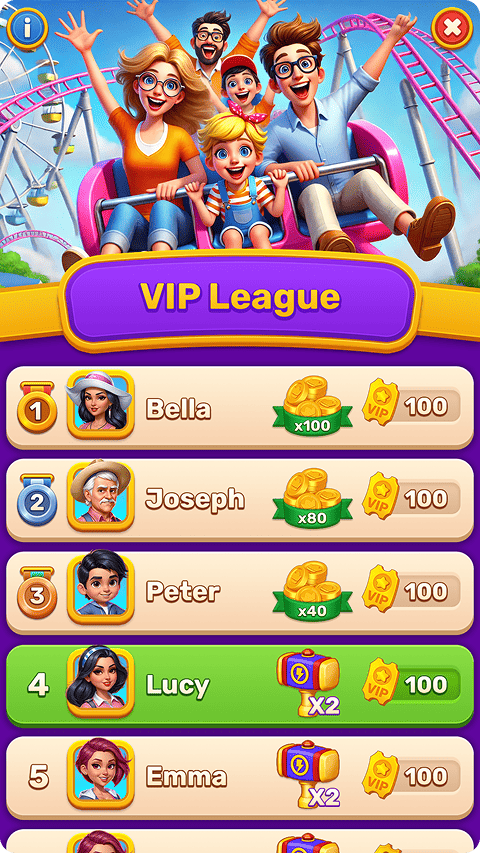 i
VIP League
1
Bella
x100
VIP
100
2
Joseph
x80
VIP
100
3
Peter
x40
VIP
100
4
Lucy
X2
VIP
100
5
Emma
X2
VIP
100